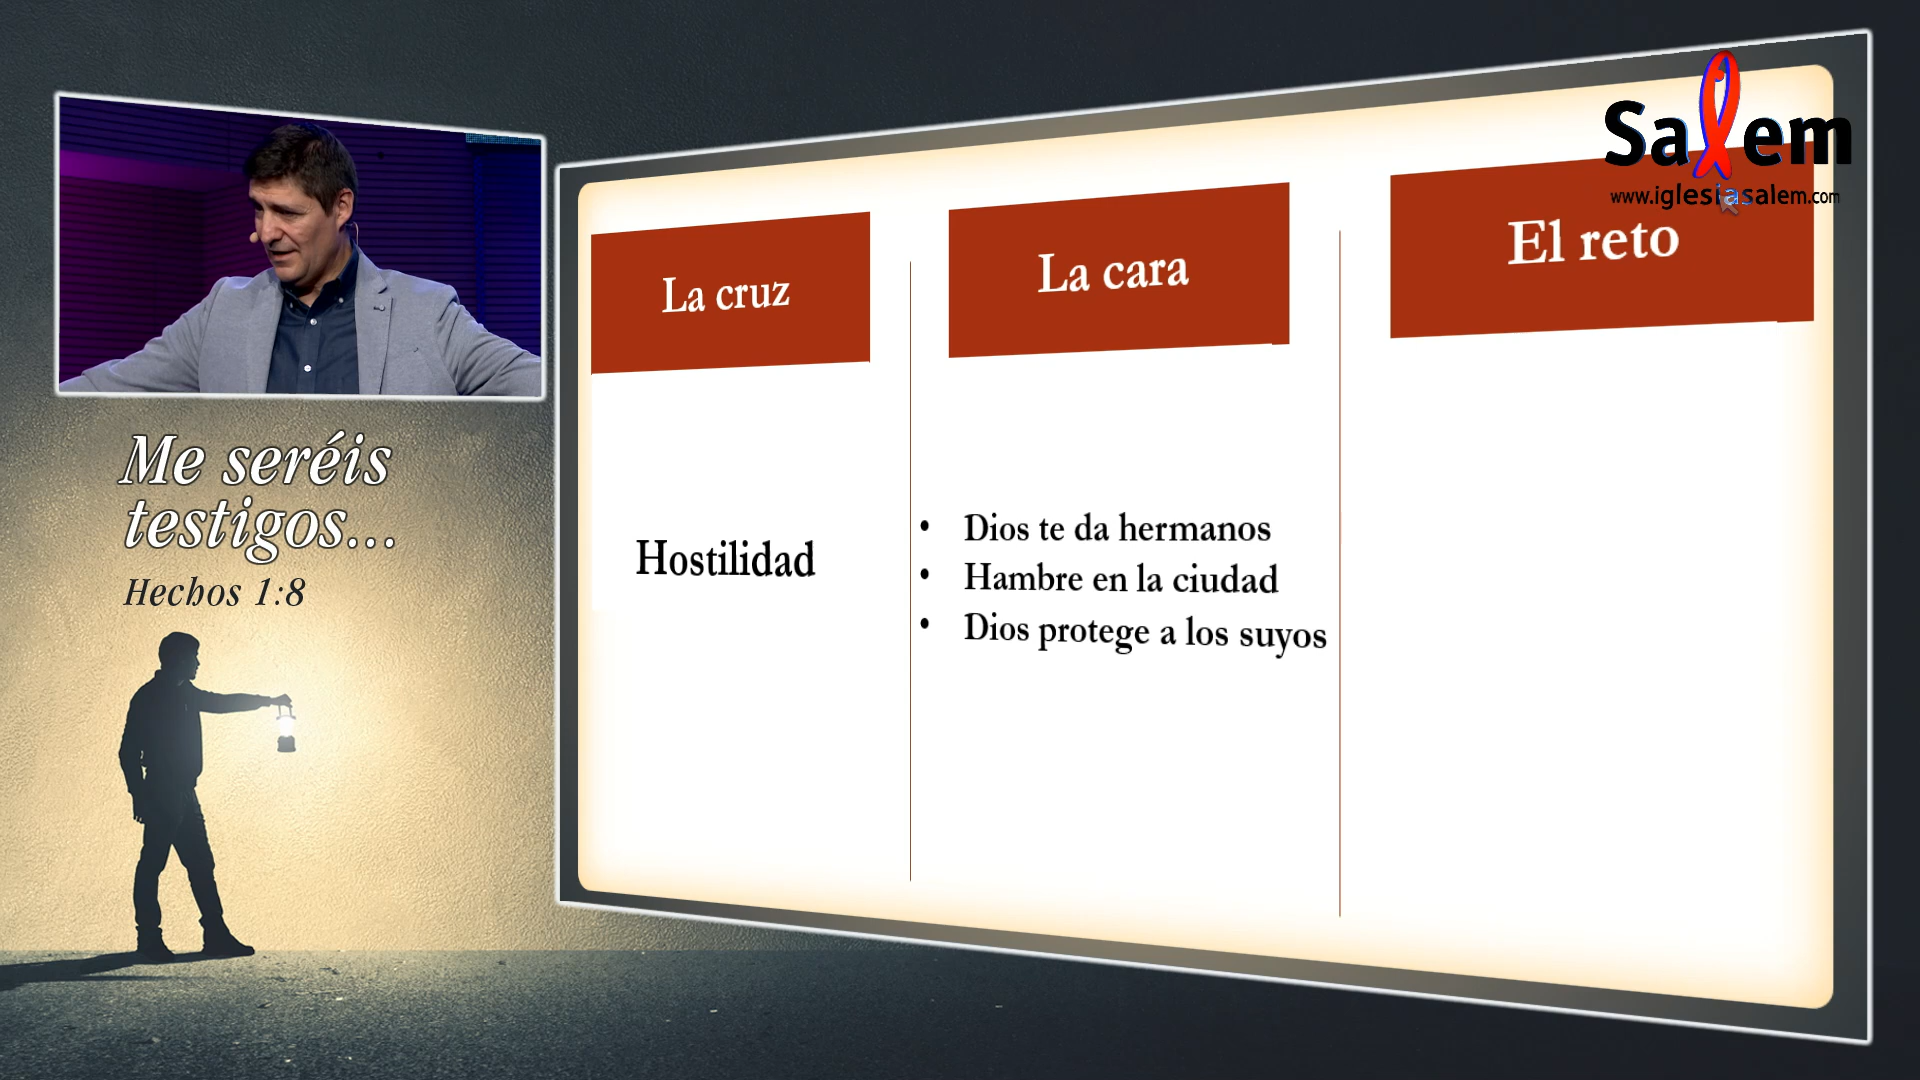 Salem
www.iglesiasalem.com
La cruz
La cara
El reto
Me seréis
testigos...
Hechos 1:8
Hostilidad
• Dios te da hermanos
• Hambre en la ciudad
• Dios protege a los suyos